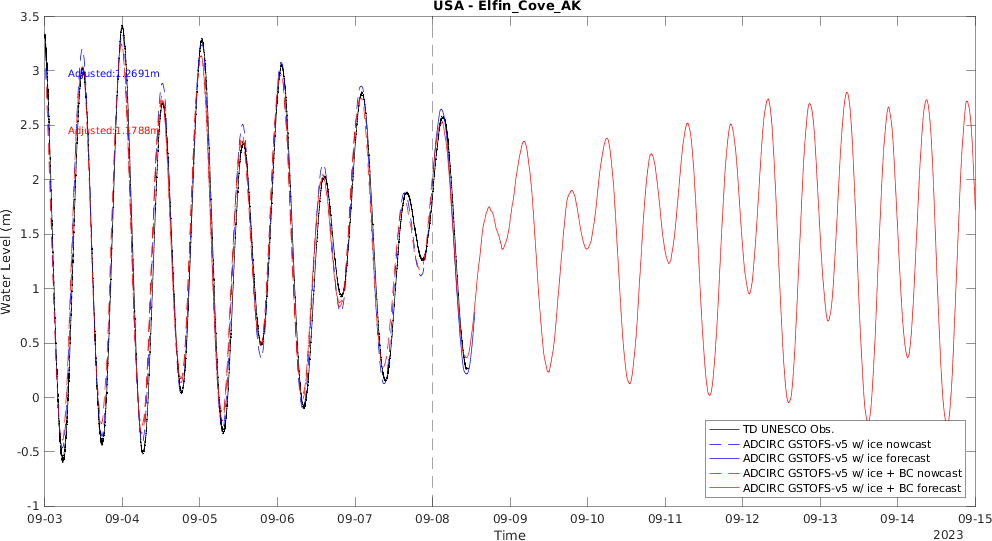 USA - Elfin_Cove_AK
3.5
3
2.5
2
1.5
1
0.5
0
-0.5
-1
Water Level (m)
Adjusted:1.2691m
Adjusted:1.1788m
TD UNESCO Obs.
ADCIRC GSTOFS-v5 w/ ice nowcast
ADCIRC GSTOFS-v5 w/ ice forecast
ADCIRC GSTOFS-v5 w/ ice + BC nowcast
ADCIRC GSTOFS-v5 w/ ice + BC forecast
09-03 09-04 09-05 09-06 09-07 09-08 09-09 09-10 09-11 09-12 09-13 09-14 09-15
Time
2023